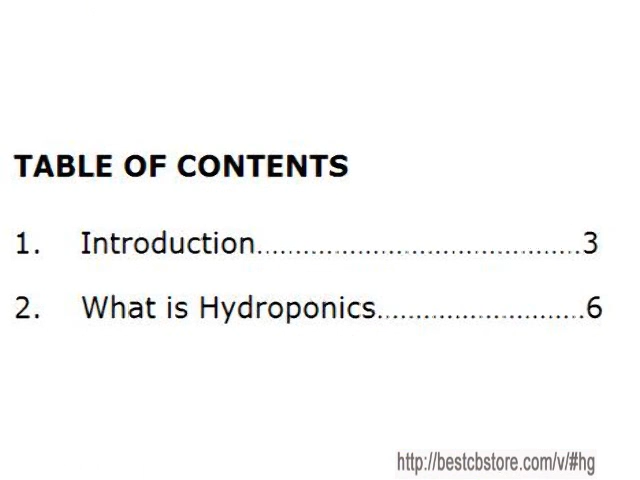 TABLE OF CONTENTS
1. Introduction..........................................3
2. What is Hydroponics...........................6
http://bestcbstore.com/v/#hg